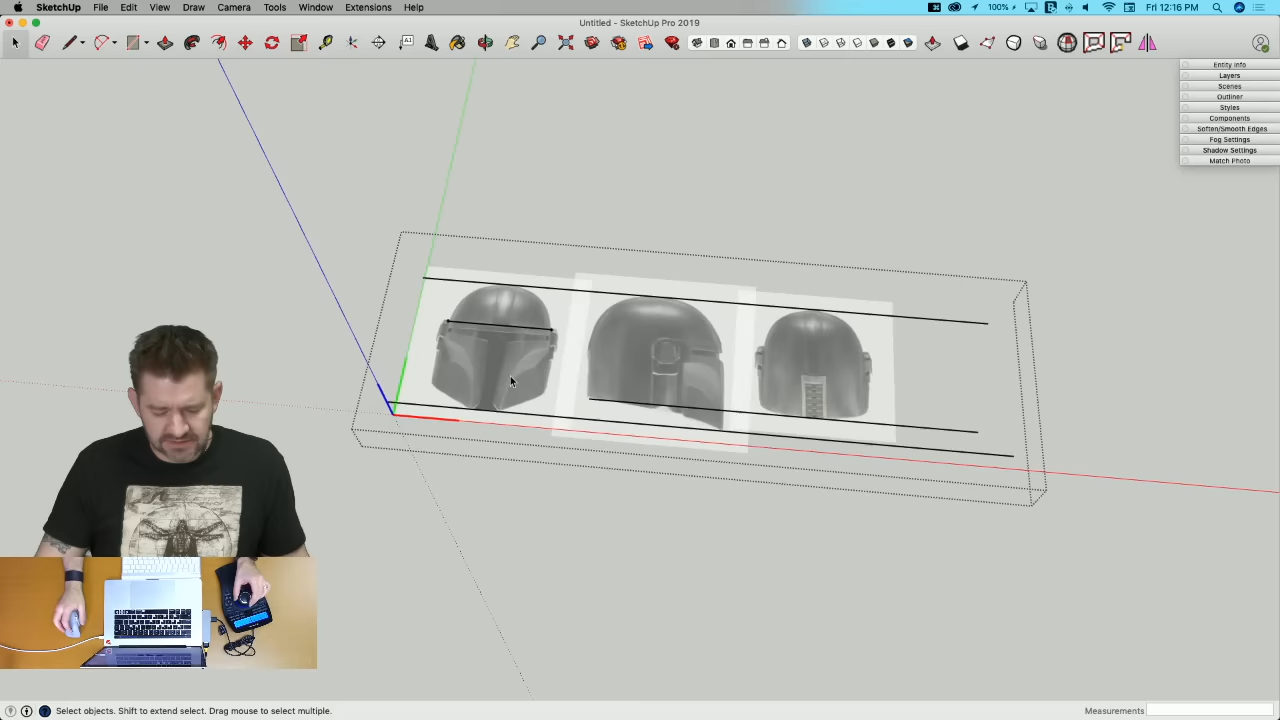 SketchUp File Edit View Draw Camera Tools Window Extensions Help
100% Fri 12:16 PM
Untitled - SketchUp Pro 2019
Entity Info
Layers
Scenes
Outliner
Styles
Components
Soften/Smooth Edges
Fog Settings
Shadow Settings
Match Photo
Select objects. Shift to extend select. Drag mouse to select multiple.
Measurements